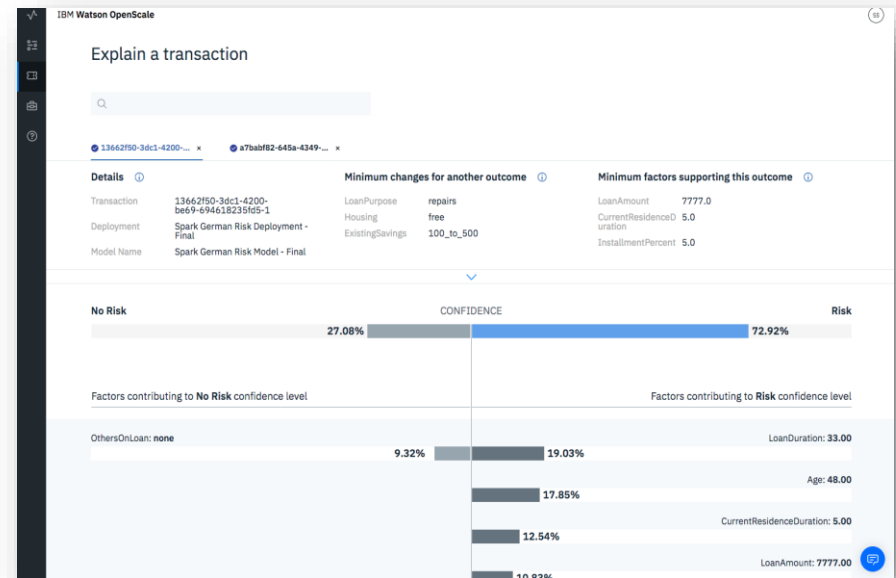 IBM Watson OpenScale
SS
Explain a transaction
13662f50-3dc1-4200-... ×
a7babf82-645a-4349-... ×
Details
Transaction 13662f50-3dc1-4200-
be69-694618235fd5-1
Deployment Spark German Risk Deployment -
Final
Model Name Spark German Risk Model - Final
Minimum changes for another outcome
LoanPurpose repairs
Housing free
ExistingSavings 100_to_500
Minimum factors supporting this outcome
LoanAmount 7777.0
CurrentResidenceD 5.0
uration
InstallmentPercent 5.0
No Risk CONFIDENCE Risk
27.08% 72.92%
Factors contributing to No Risk confidence level
Factors contributing to Risk confidence level
OthersOnLoan: none LoanDuration: 33.00
9.32% 19.03%
Age: 48.00
17.85%
CurrentResidenceDuration: 5.00
12.54%
LoanAmount: 7777.00
10.83%